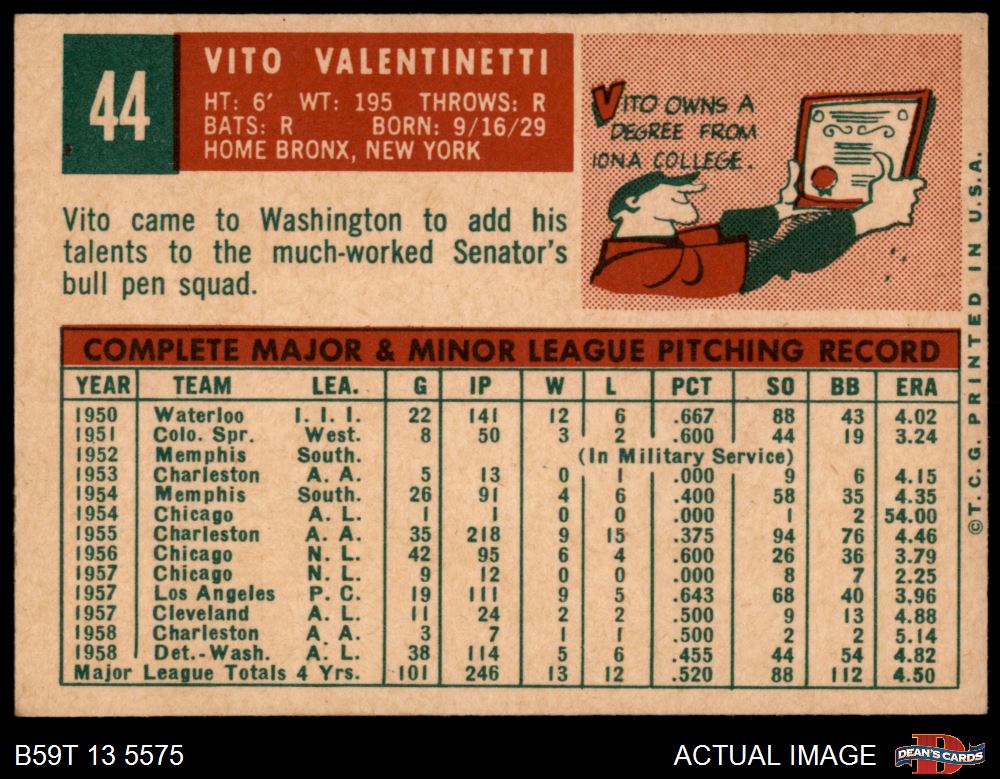 44
VITO VALENTINETTI
HT: 6' WT: 195 THROWS: R
BATS: R BORN: 9/16/29
HOME BRONX, NEW YORK
VITO OWNS A
DEGREE FROM
IONA COLLEGE.
Vito came to Washington to add his
talents to the much-worked Senator's
bull pen squad.
COMPLETE MAJOR & MINOR LEAGUE PITCHING RECORD
YEAR TEAM LEA. G IP W L PCT SO BB ERA
1950 Waterloo I. I. I. 22 141 12 6 .667 88 43 4.02
1951 Colo. Spr. West. 8 50 3 2 .600 44 19 3.24
1952 Memphis South. (In Military Service)
1953 Charleston A. A. 5 13 0 1 .000 9 6 4.15
1954 Memphis South. 26 91 4 6 .400 58 35 4.35
1954 Chicago A. L. 1 1 0 0 .000 1 2 54.00
1955 Charleston A. A. 35 218 9 15 .375 94 76 4.46
1956 Chicago N. L. 42 95 6 4 .600 26 36 3.79
1957 Chicago N. L. 9 12 0 0 .000 8 7 2.25
1957 Los Angeles P. C. 19 111 9 5 .643 68 40 3.96
1957 Cleveland A. L. 11 24 2 2 .500 9 13 4.88
1958 Charleston A. A. 3 7 1 1 .500 2 2 5.14
1958 Det.-Wash. A. L. 38 114 5 6 .455 44 54 4.82
Major League Totals 4 Yrs. 101 246 13 12 .520 88 112 4.50
©T. C. G. PRINTED IN U.S.A.
B59T 13 5575
ACTUAL IMAGE
D
DEAN'S CARDS